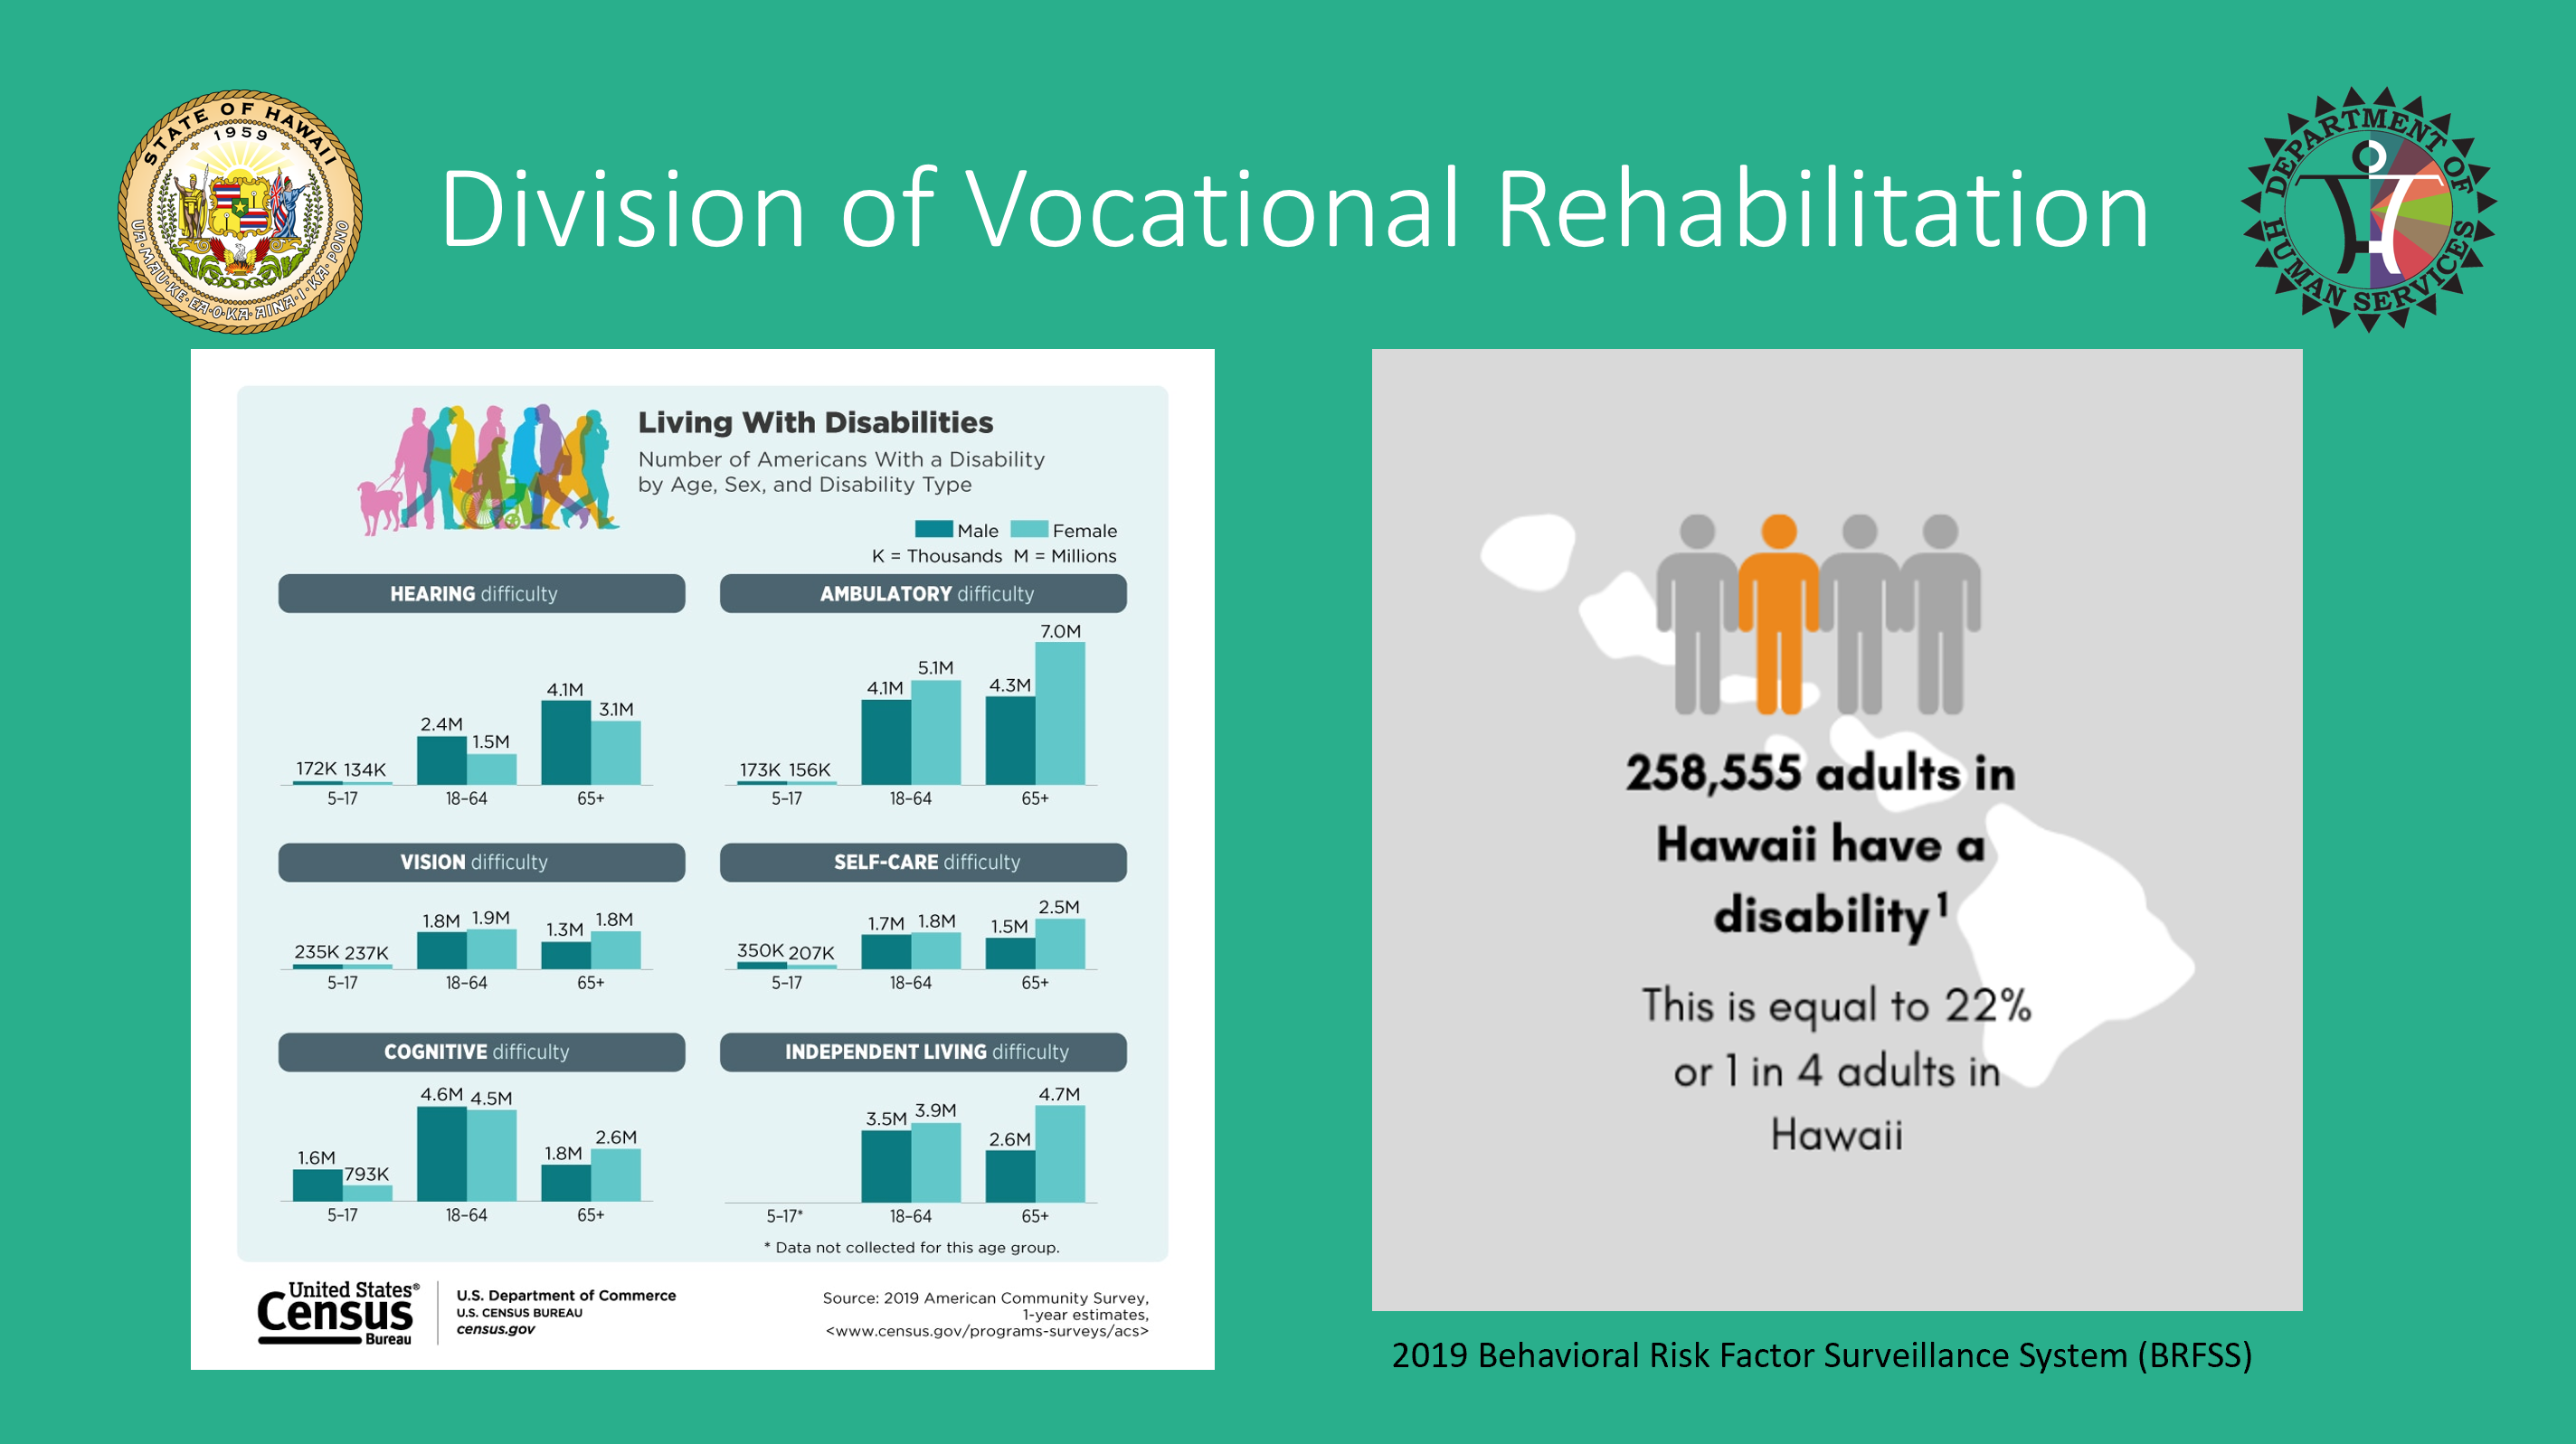 STATE OF HAWAII
1959
UA·MAU·KE·EA·O·KA·AINA·I·KA·PONO
Division of Vocational Rehabilitation
DEPARTMENT OF
HUMAN SERVICES
Living With Disabilities
Number of Americans With a Disability
by Age, Sex, and Disability Type
Male Female
K = Thousands M = Millions
HEARING difficulty
172K 134K 2.4M 1.5M 4.1M 3.1M
5–17 18–64 65+
AMBULATORY difficulty
173K 156K 4.1M 5.1M 4.3M 7.0M
5–17 18–64 65+
VISION difficulty
235K 237K 1.8M 1.9M 1.3M 1.8M
5–17 18–64 65+
SELF-CARE difficulty
350K 207K 1.7M 1.8M 1.5M 2.5M
5–17 18–64 65+
COGNITIVE difficulty
1.6M 793K 4.6M 4.5M 1.8M 2.6M
5–17 18–64 65+
INDEPENDENT LIVING difficulty
3.5M 3.9M 2.6M 4.7M
5–17* 18–64 65+
* Data not collected for this age group.
United States®
Census
Bureau
U.S. Department of Commerce
U.S. CENSUS BUREAU
census.gov
Source: 2019 American Community Survey,
1-year estimates,
<www.census.gov/programs-surveys/acs>
258,555 adults in
Hawaii have a
disability¹
This is equal to 22%
or 1 in 4 adults in
Hawaii
2019 Behavioral Risk Factor Surveillance System (BRFSS)